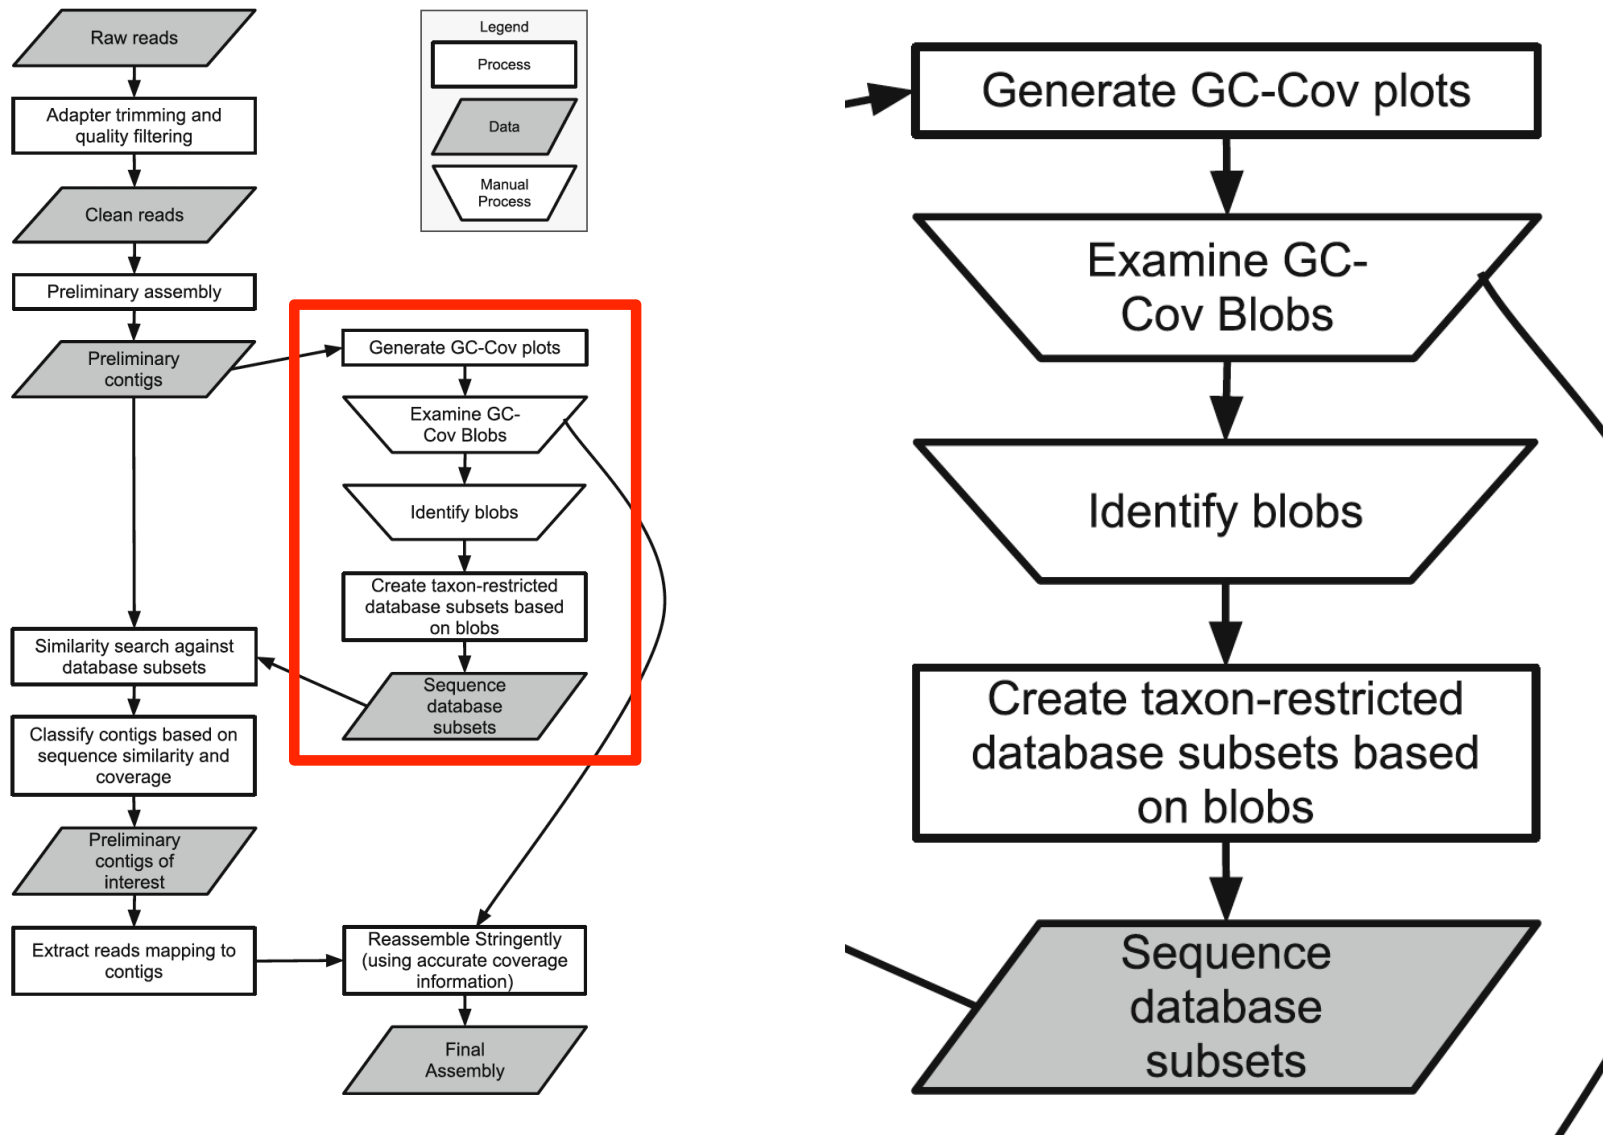 Raw reads
Adapter trimming and
quality filtering
Clean reads
Preliminary assembly
Preliminary
contigs
Similarity search against
database subsets
Classify contigs based on
sequence similarity and
coverage
Preliminary
contigs of
interest
Extract reads mapping to
contigs
Legend
Process
Data
Manual
Process
Generate GC-Cov plots
Examine GC-
Cov Blobs
Identify blobs
Create taxon-restricted
database subsets based
on blobs
Sequence
database
subsets
Reassemble Stringently
(using accurate coverage
information)
Final
Assembly
Generate GC-Cov plots
Examine GC-
Cov Blobs
Identify blobs
Create taxon-restricted
database subsets based
on blobs
Sequence
database
subsets